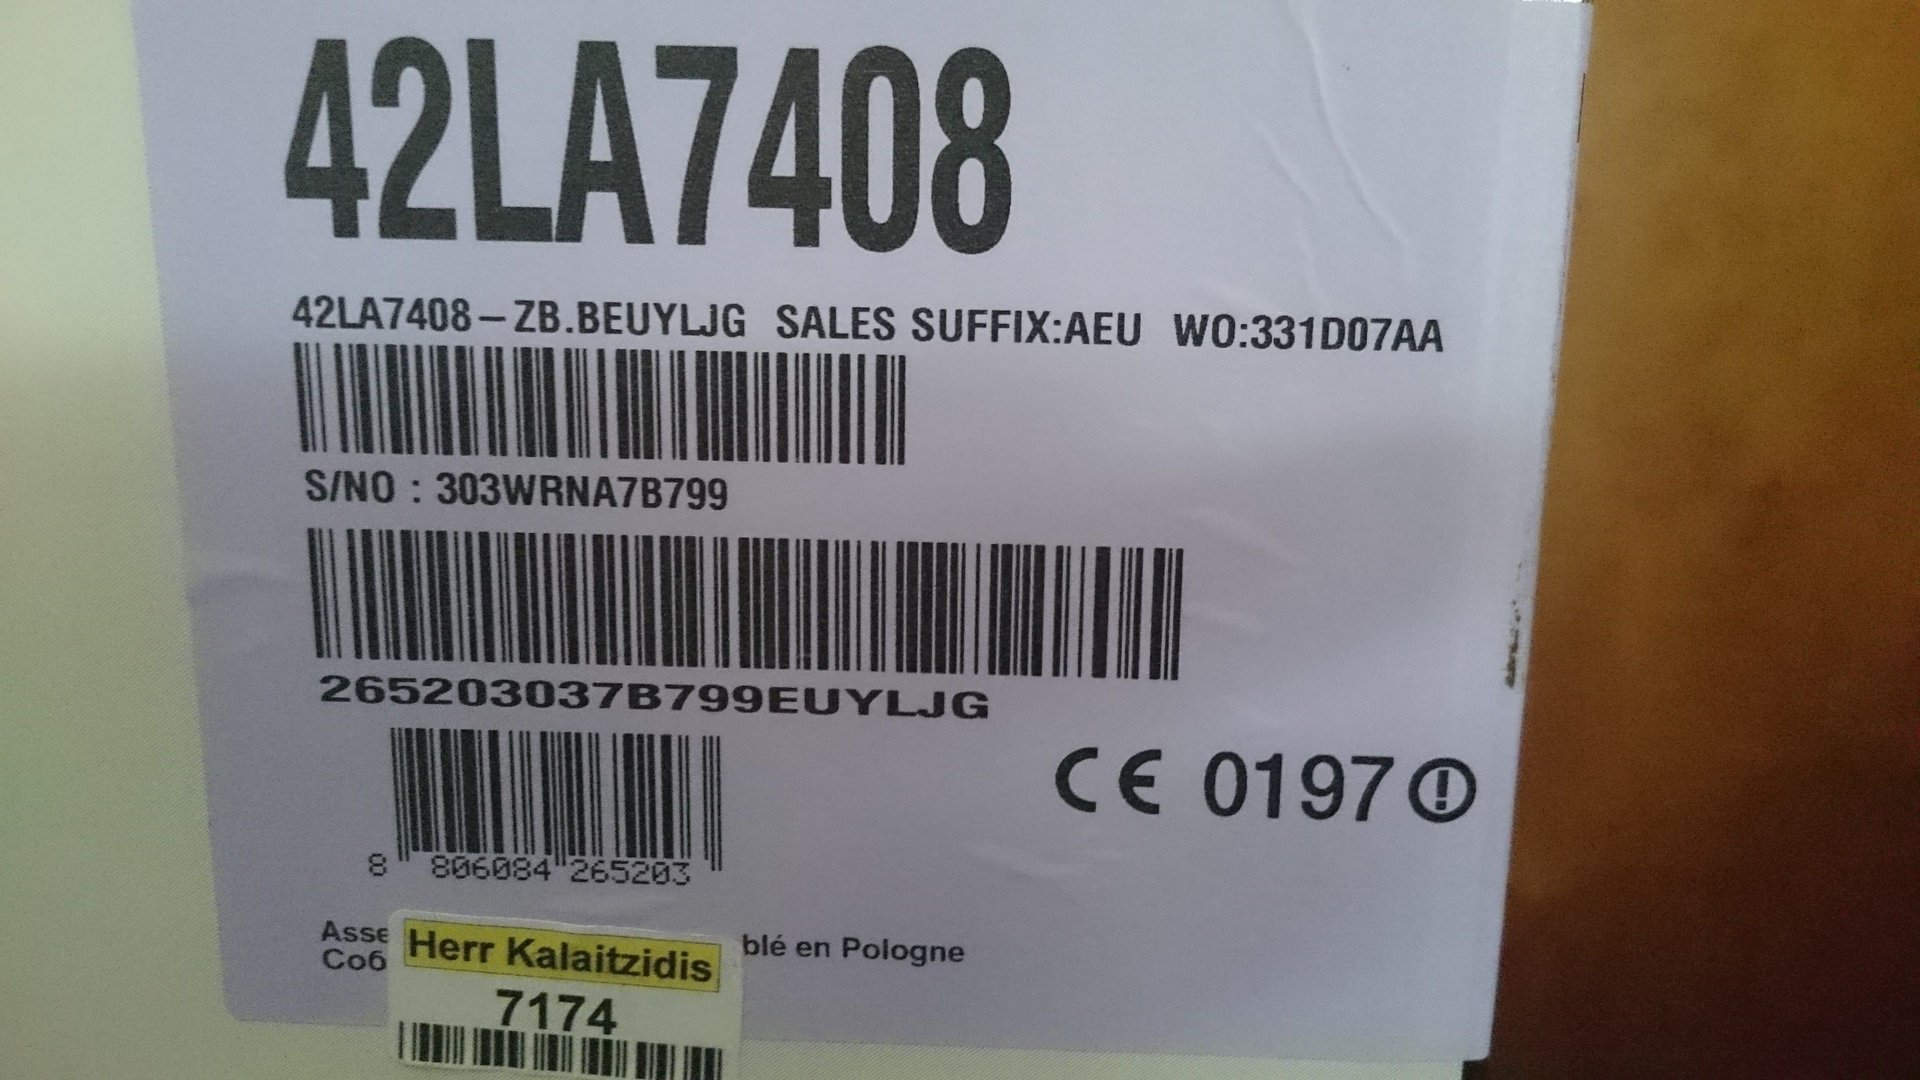 42LA7408
42LA7408-ZB.BEUYLJG SALES SUFFIX:AEU WO:331D07AA
S/NO : 303WRNA7B799
265203037B799EUYLJG
CE 0197
8 806084 265203
blé en Pologne
Herr Kalaitzidis
7174